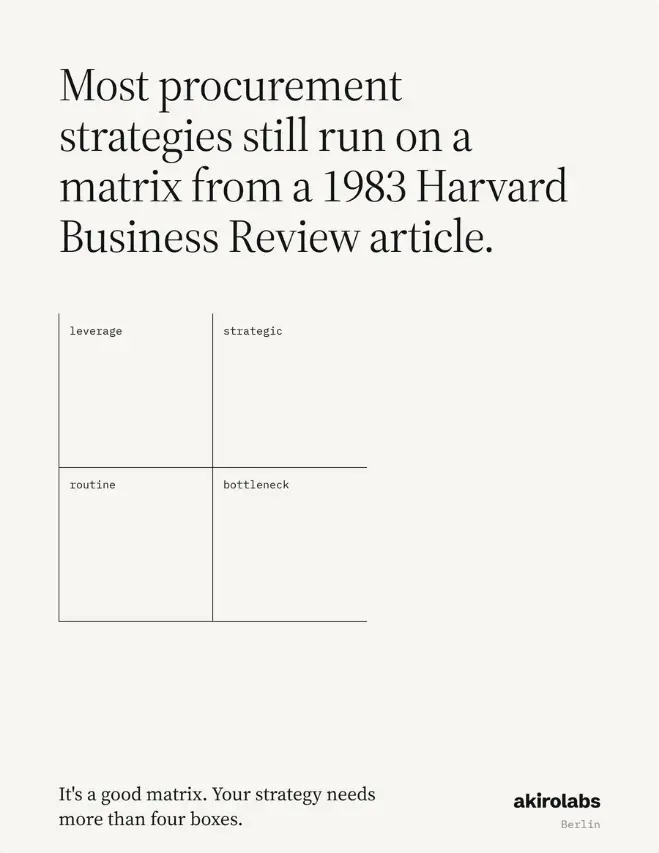 Most procurement
strategies still run on a
matrix from a 1983 Harvard
Business Review article.
leverage
strategic
routine
bottleneck
It's a good matrix. Your strategy needs
more than four boxes.
akirolabs
Berlin